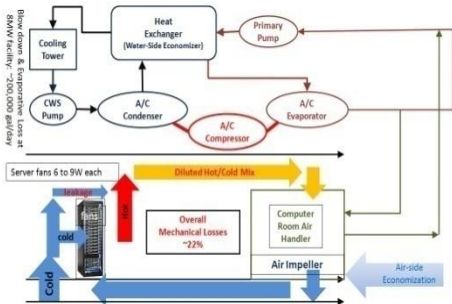 Blow down & Evaporative Loss at
8MW facility: ~200,000 gal/day
Cooling
Tower
Heat
Exchanger
(Water-Side Economizer)
Primary
Pump
CWS
Pump
A/C
Condenser
A/C
Compressor
A/C
Evaporator
Server fans 6 to 9W each
leakage
fans
cold
Cold
Hot
Diluted Hot/Cold Mix
Overall
Mechanical Losses
~22%
Computer
Room Air
Handler
Air Impeller
Air-side
Economization